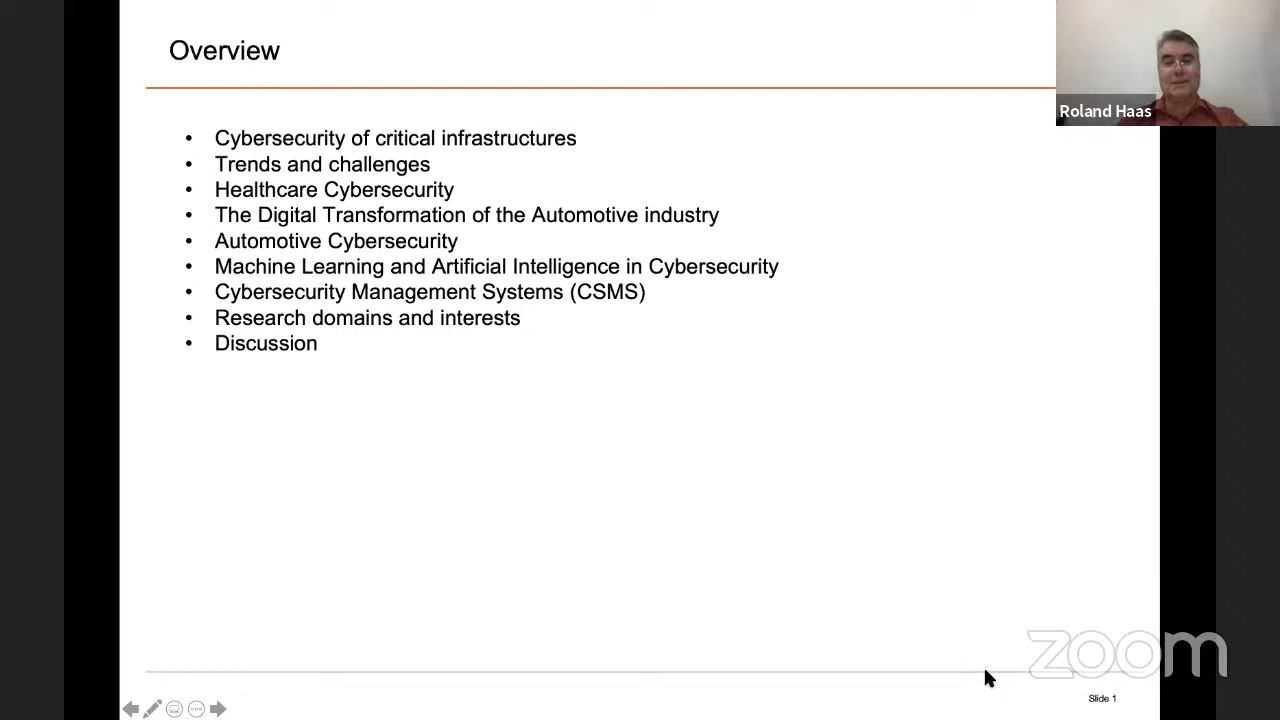 Overview
Roland Haas
• Cybersecurity of critical infrastructures
• Trends and challenges
• Healthcare Cybersecurity
• The Digital Transformation of the Automotive industry
• Automotive Cybersecurity
• Machine Learning and Artificial Intelligence in Cybersecurity
• Cybersecurity Management Systems (CSMS)
• Research domains and interests
• Discussion
zoom
Slide 1